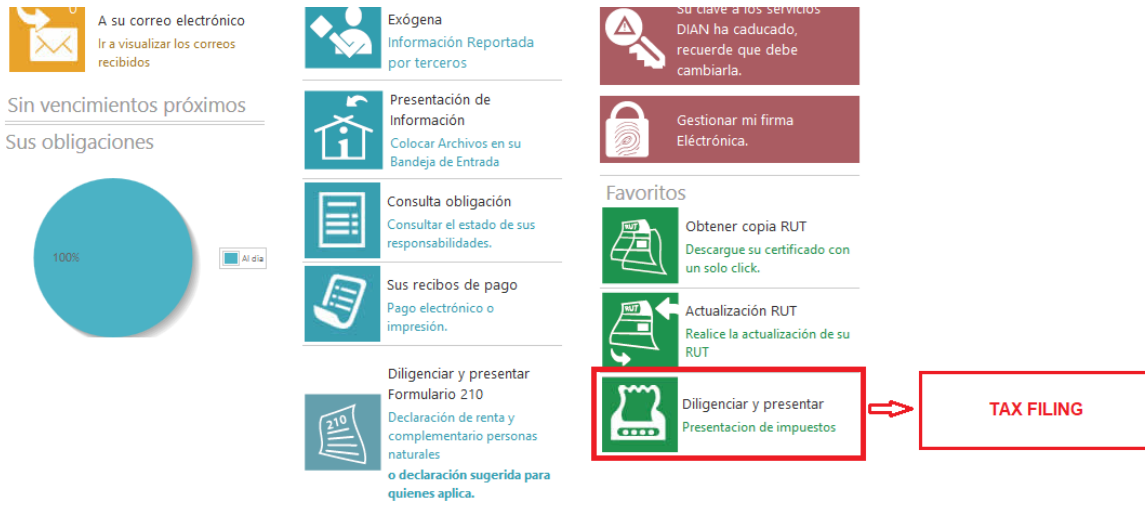 A su correo electrónico
Ir a visualizar los correos
recibidos
Sin vencimientos próximos
Sus obligaciones
100%
Al día
Exógena
Información Reportada
por terceros
Presentación de
Información
Colocar Archivos en su
Bandeja de Entrada
Consulta obligación
Consultar el estado de sus
responsabilidades.
Sus recibos de pago
Pago electrónico o
impresión.
Diligenciar y presentar
Formulario 210
210
Declaración de renta y
complementario personas
naturales
o declaración sugerida para
quienes aplica.
Su clave a los servicios
DIAN ha caducado,
recuerde que debe
cambiarla.
Gestionar mi firma
Eléctrónica.
Favoritos
RUT
Obtener copia RUT
Descargue su certificado con
un solo click.
RUT
Actualización RUT
Realice la actualización de su
RUT
Diligenciar y presentar
Presentacion de impuestos
TAX FILING